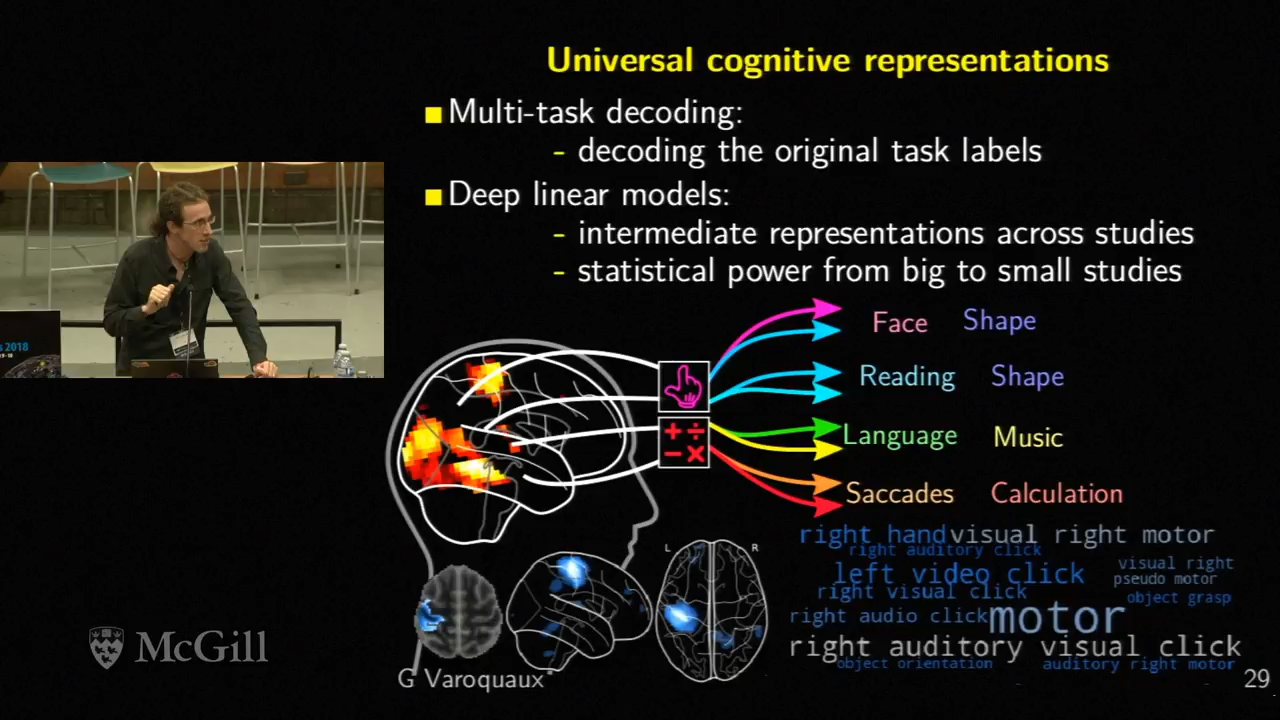 Universal cognitive representations
Multi-task decoding:
- decoding the original task labels
Deep linear models:
- intermediate representations across studies
- statistical power from big to small studies
2018
Face Shape
Reading Shape
Language Music
Saccades Calculation
+ ÷
− ×
L R
right hand visual right motor
right auditory click
visual right
left video click
pseudo motor
right visual click
object grasp
right audio click motor
right auditory visual click
object orientation auditory right motor
McGill
G Varoquaux
29